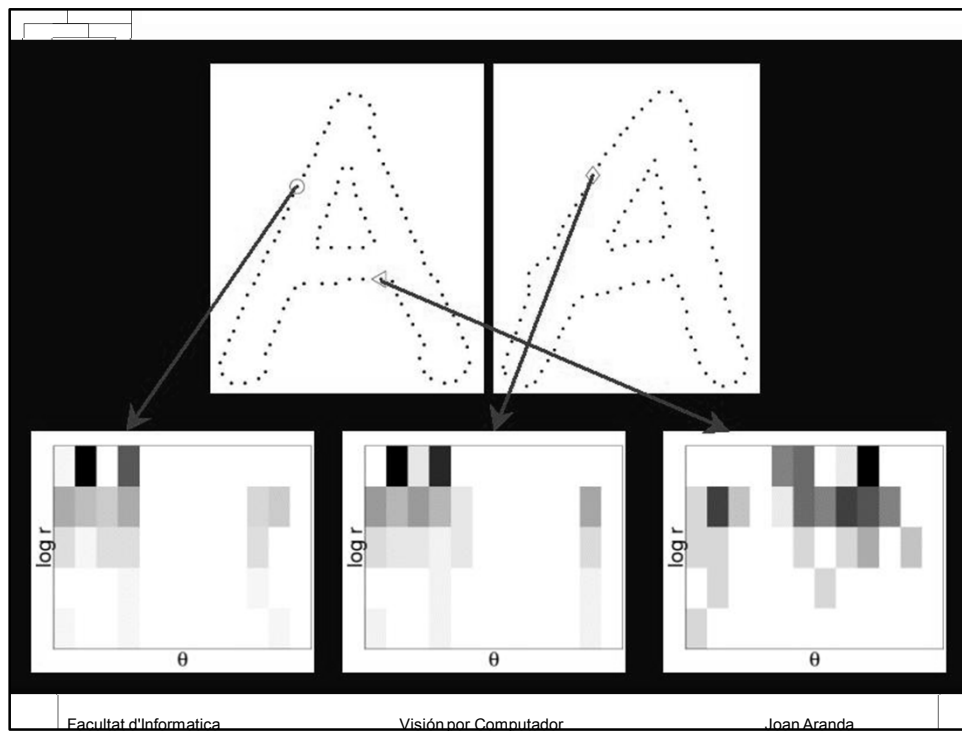 log r
θ
log r
θ
log r
θ
Facultat d'Informatica Visión por Computador Joan Aranda